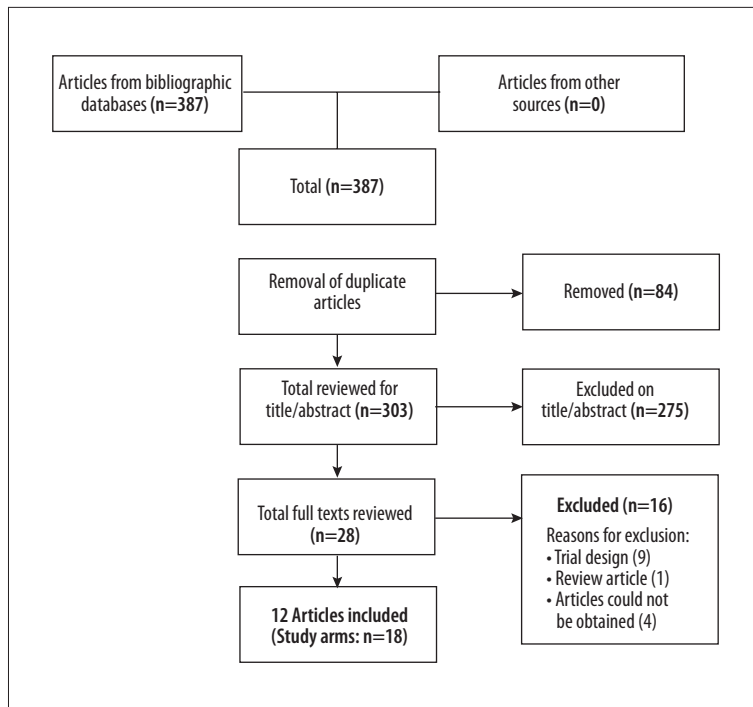 Articles from bibliographic
databases (n=387)
Articles from other
sources (n=0)
Total (n=387)
Removal of duplicate
articles
Removed (n=84)
Total reviewed for
title/abstract (n=303)
Excluded on
title/abstract (n=275)
Total full texts reviewed
(n=28)
Excluded (n=16)
Reasons for exclusion:
• Trial design (9)
• Review article (1)
• Articles could not
be obtained (4)
12 Articles included
(Study arms: n=18)